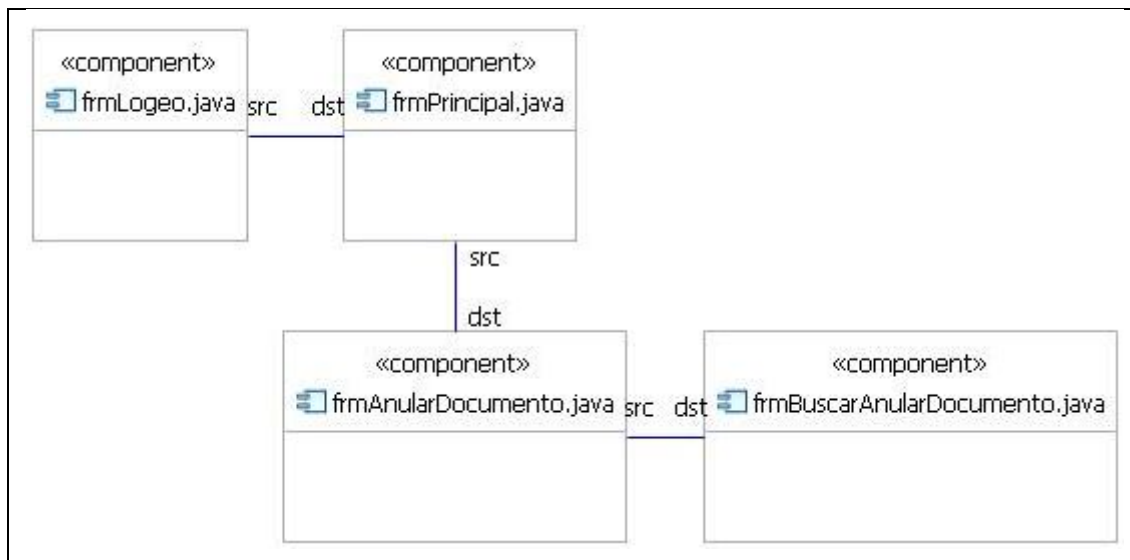 «component»
frmLogeo.java
src
dst
«component»
frmPrincipal.java
src
dst
«component»
frmAnularDocumento.java
src
dst
«component»
frmBuscarAnularDocumento.java